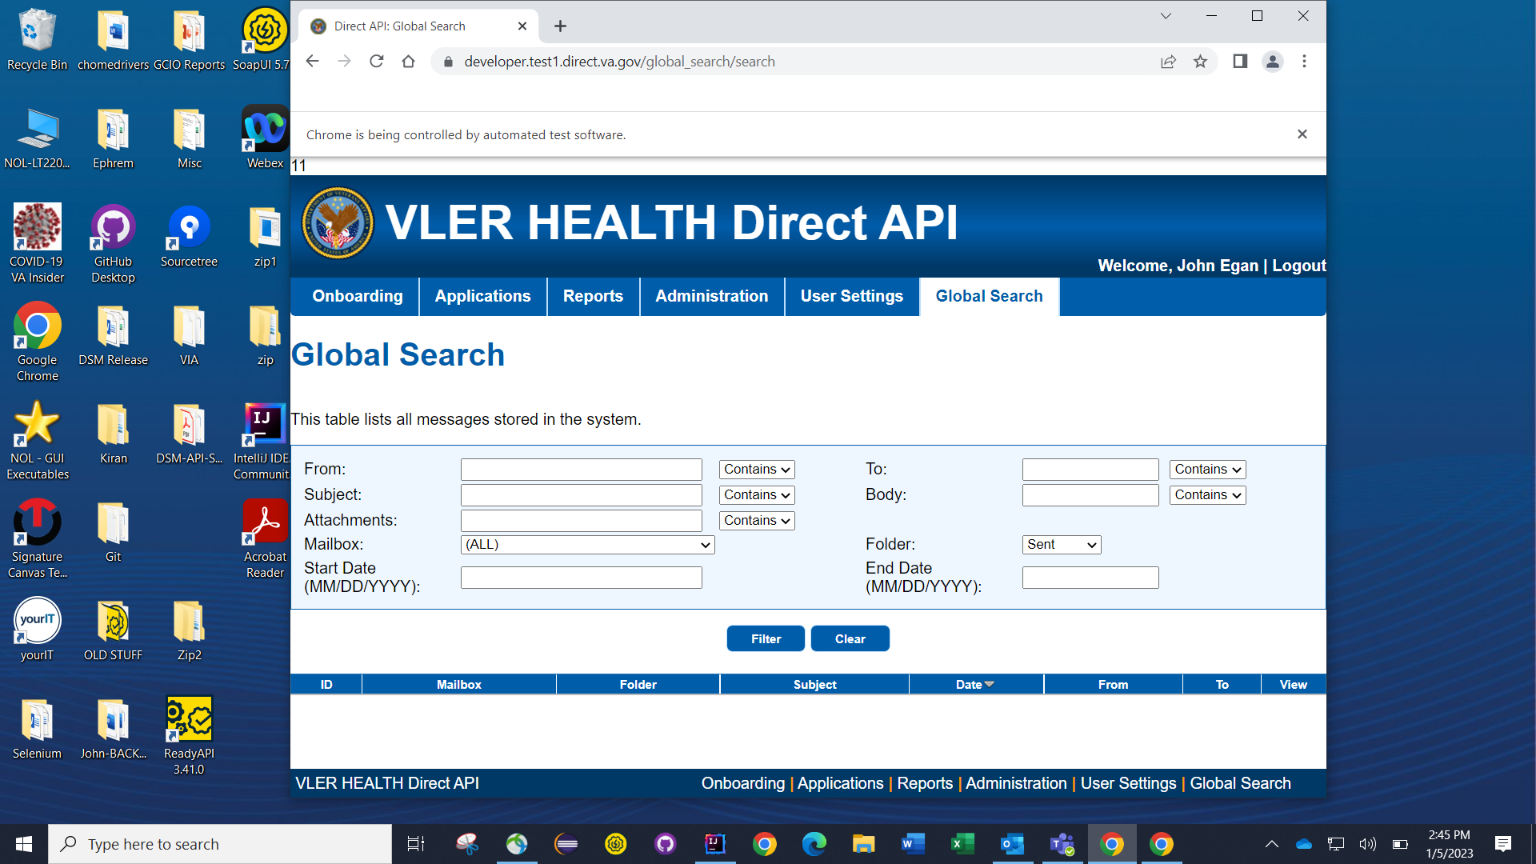 Recycle Bin
chomedrivers
GCIO Reports
SoapUI 5.7
NOL-LT220...
Ephrem
Misc
Webex
COVID-19
VA Insider
GitHub
Desktop
Sourcetree
zip1
Google
Chrome
DSM Release
VIA
zip
NOL - GUI
Executables
Kiran
DSM-API-S...
IntelliJ IDE
Communit
Signature
Canvas Te...
Git
Acrobat
Reader
yourIT
yourIT
OLD STUFF
Zip2
Selenium
John-BACK...
ReadyAPI
3.41.0
Direct API: Global Search
developer.test1.direct.va.gov/global_search/search
Chrome is being controlled by automated test software.
11
VLER HEALTH Direct API
Welcome, John Egan | Logout
Onboarding Applications Reports Administration User Settings Global Search
Global Search
This table lists all messages stored in the system.
From: Contains To: Contains
Subject: Contains Body: Contains
Attachments: Contains
Mailbox: (ALL) Folder: Sent
Start Date
(MM/DD/YYYY):
End Date
(MM/DD/YYYY):
Filter Clear
ID Mailbox Folder Subject Date From To View
VLER HEALTH Direct API Onboarding | Applications | Reports | Administration | User Settings | Global Search
Type here to search
2:45 PM
1/5/2023